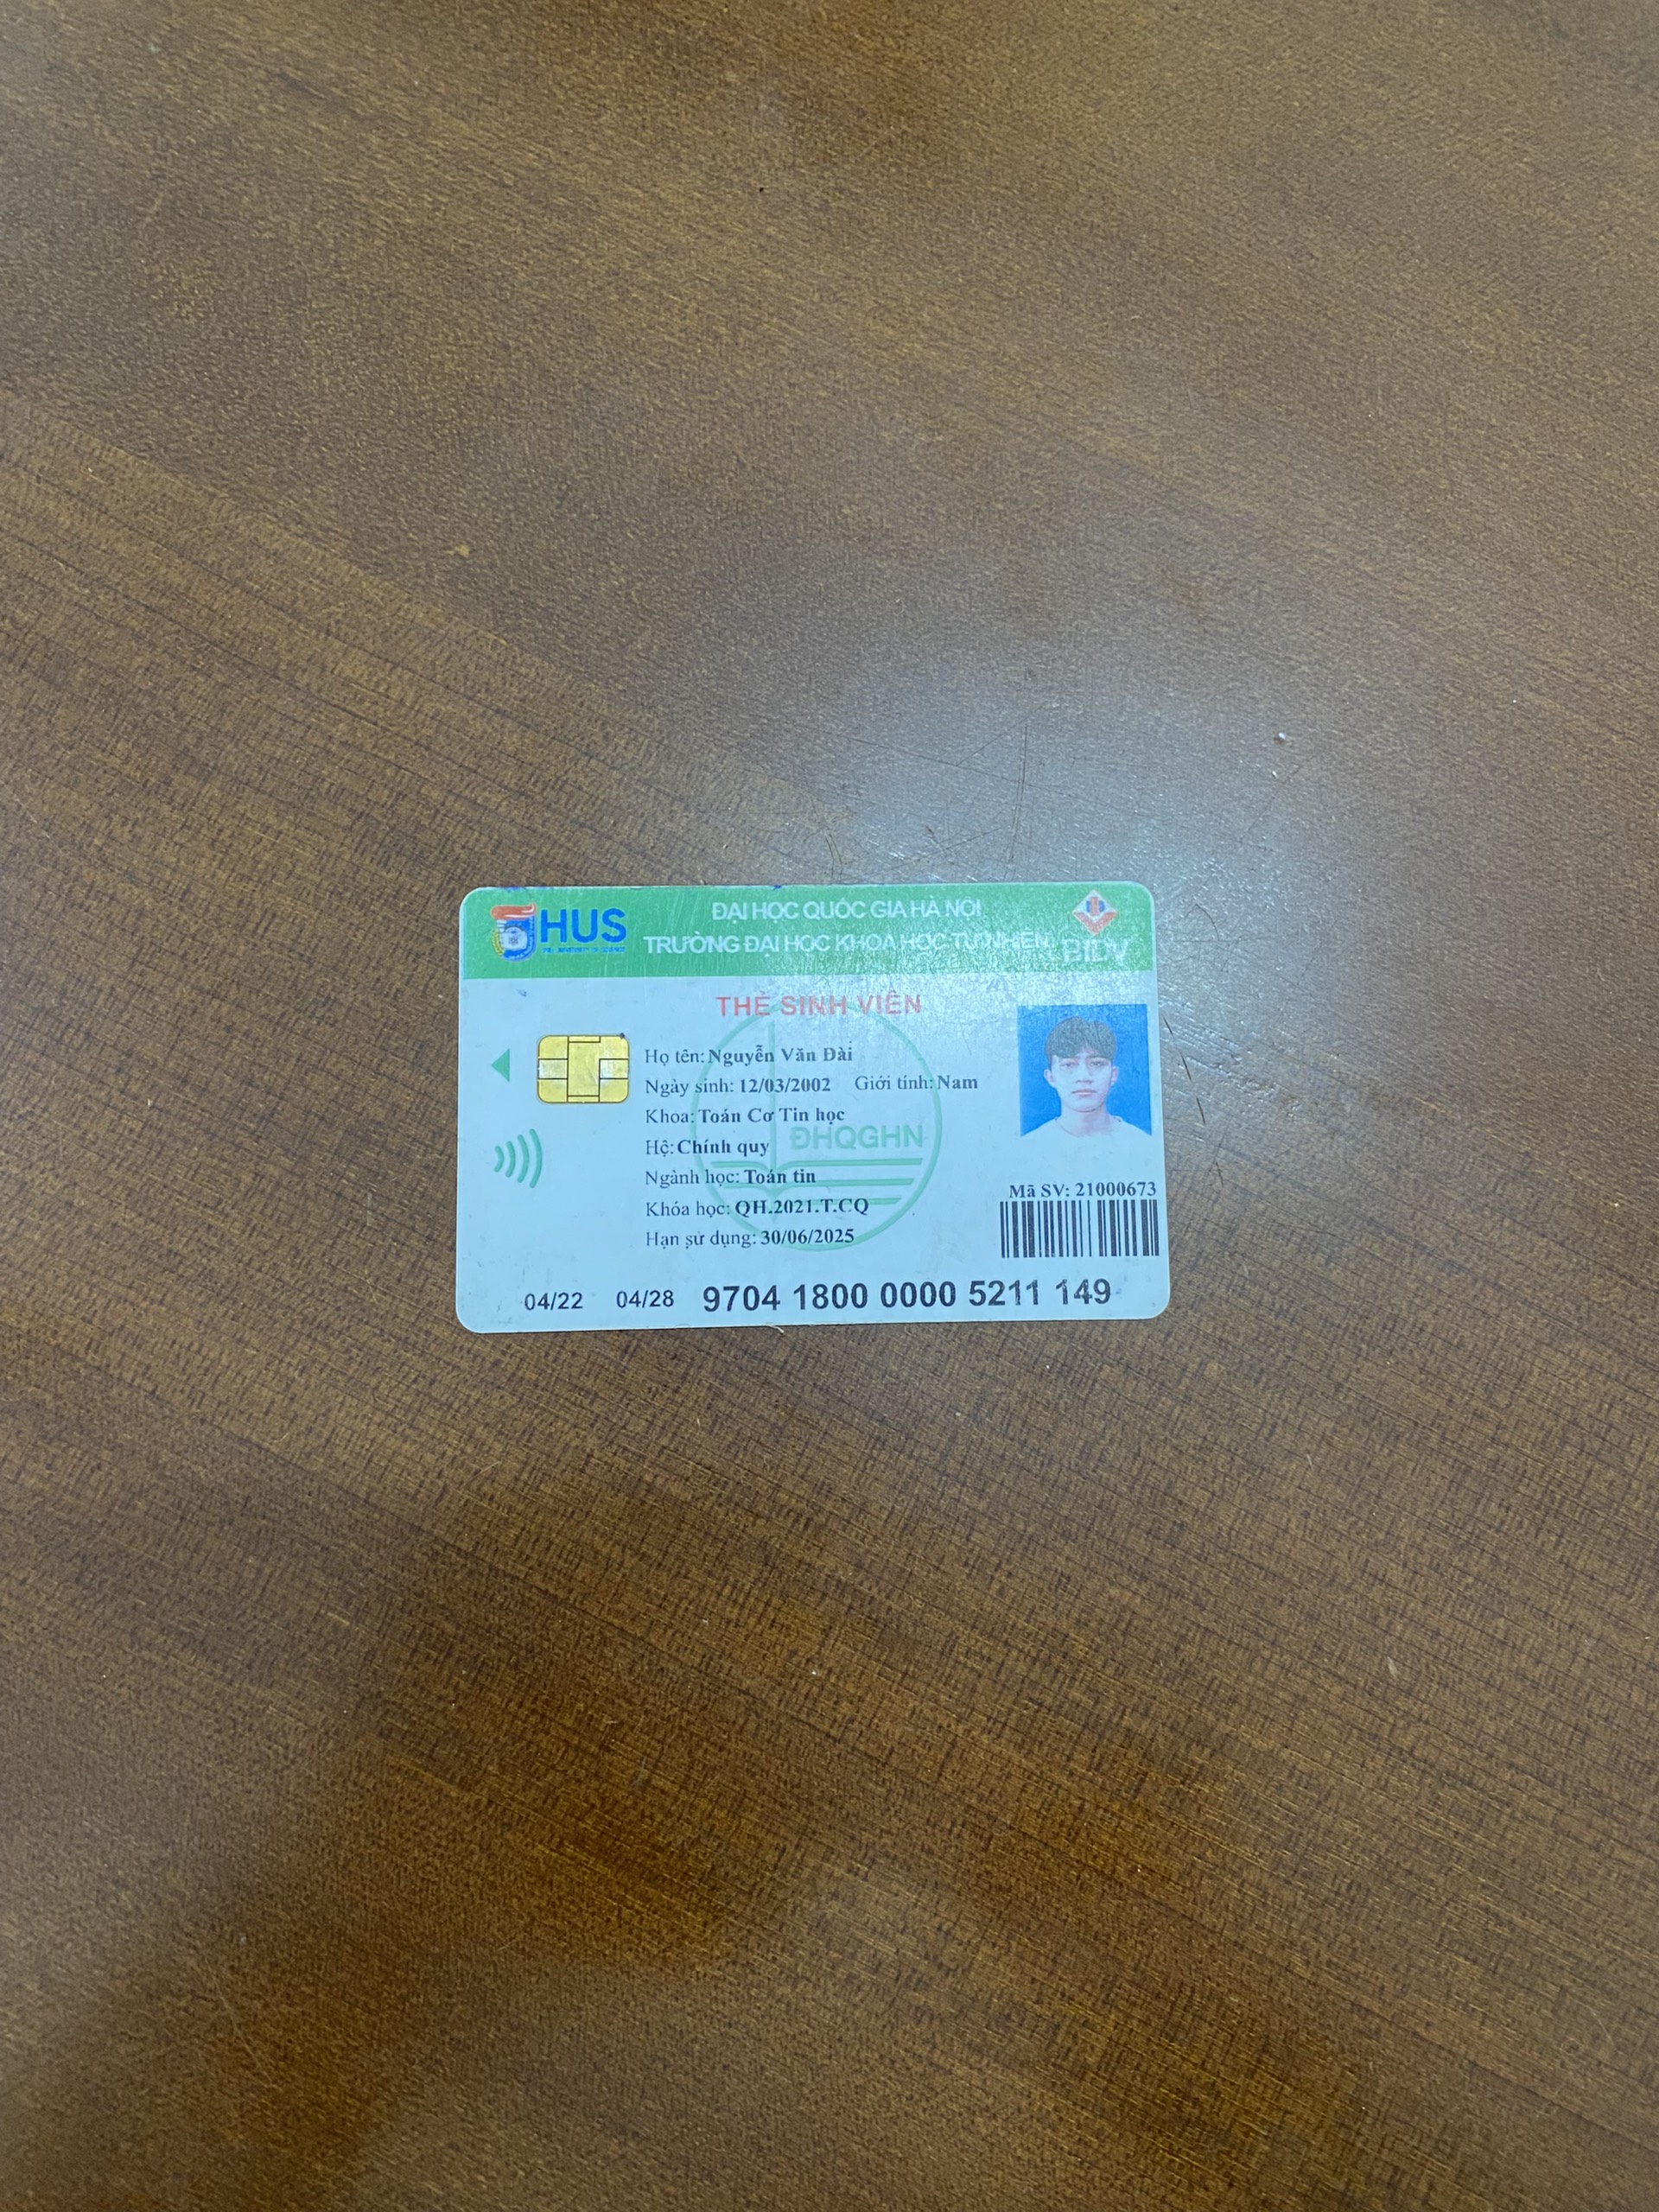 HUS
ĐẠI HỌC QUỐC GIA HÀ NỘI
TRƯỜNG ĐẠI HỌC KHOA HỌC TỰ NHIÊN
BIDV
THẺ SINH VIÊN
Họ tên: Nguyễn Văn Đài
Ngày sinh: 12/03/2002 Giới tính: Nam
Khoa: Toán Cơ Tin học
ĐHQGHN
Hệ: Chính quy
Ngành học: Toán tin
Khóa học: QH.2021.T.CQ
Hạn sử dụng: 30/06/2025
Mã SV: 21000673
04/22 04/28 9704 1800 0000 5211 149